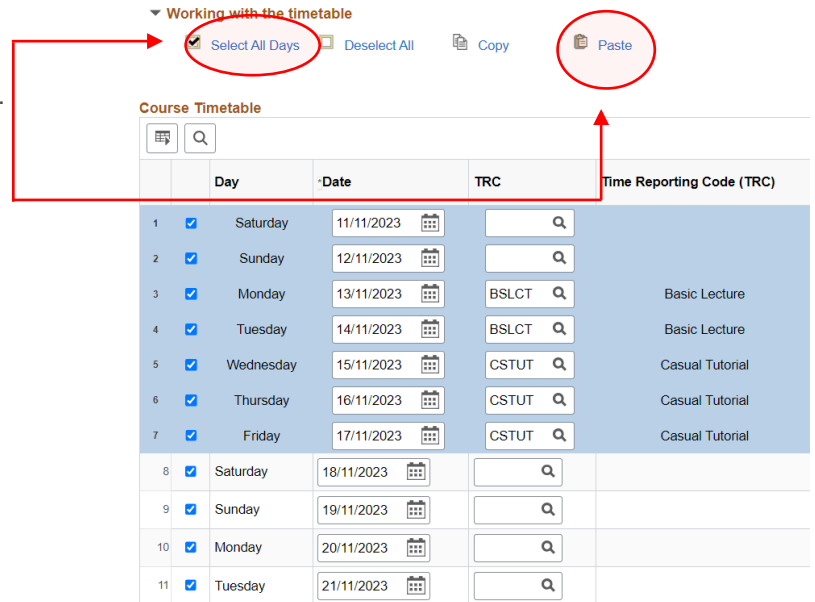 Working with the timetable
Select All Days Deselect All Copy Paste
.
Course Timetable
Day *Date TRC Time Reporting Code (TRC)
1 Saturday 11/11/2023
2 Sunday 12/11/2023
3 Monday 13/11/2023 BSLCT Basic Lecture
4 Tuesday 14/11/2023 BSLCT Basic Lecture
5 Wednesday 15/11/2023 CSTUT Casual Tutorial
6 Thursday 16/11/2023 CSTUT Casual Tutorial
7 Friday 17/11/2023 CSTUT Casual Tutorial
8 Saturday 18/11/2023
9 Sunday 19/11/2023
10 Monday 20/11/2023
11 Tuesday 21/11/2023